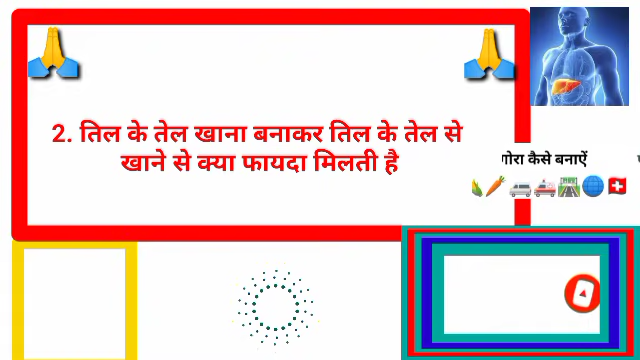 2. तिल के तेल खाना बनाकर तिल के तेल से
खाने से क्या फायदा मिलती है
गोरा कैसे बनाऐं